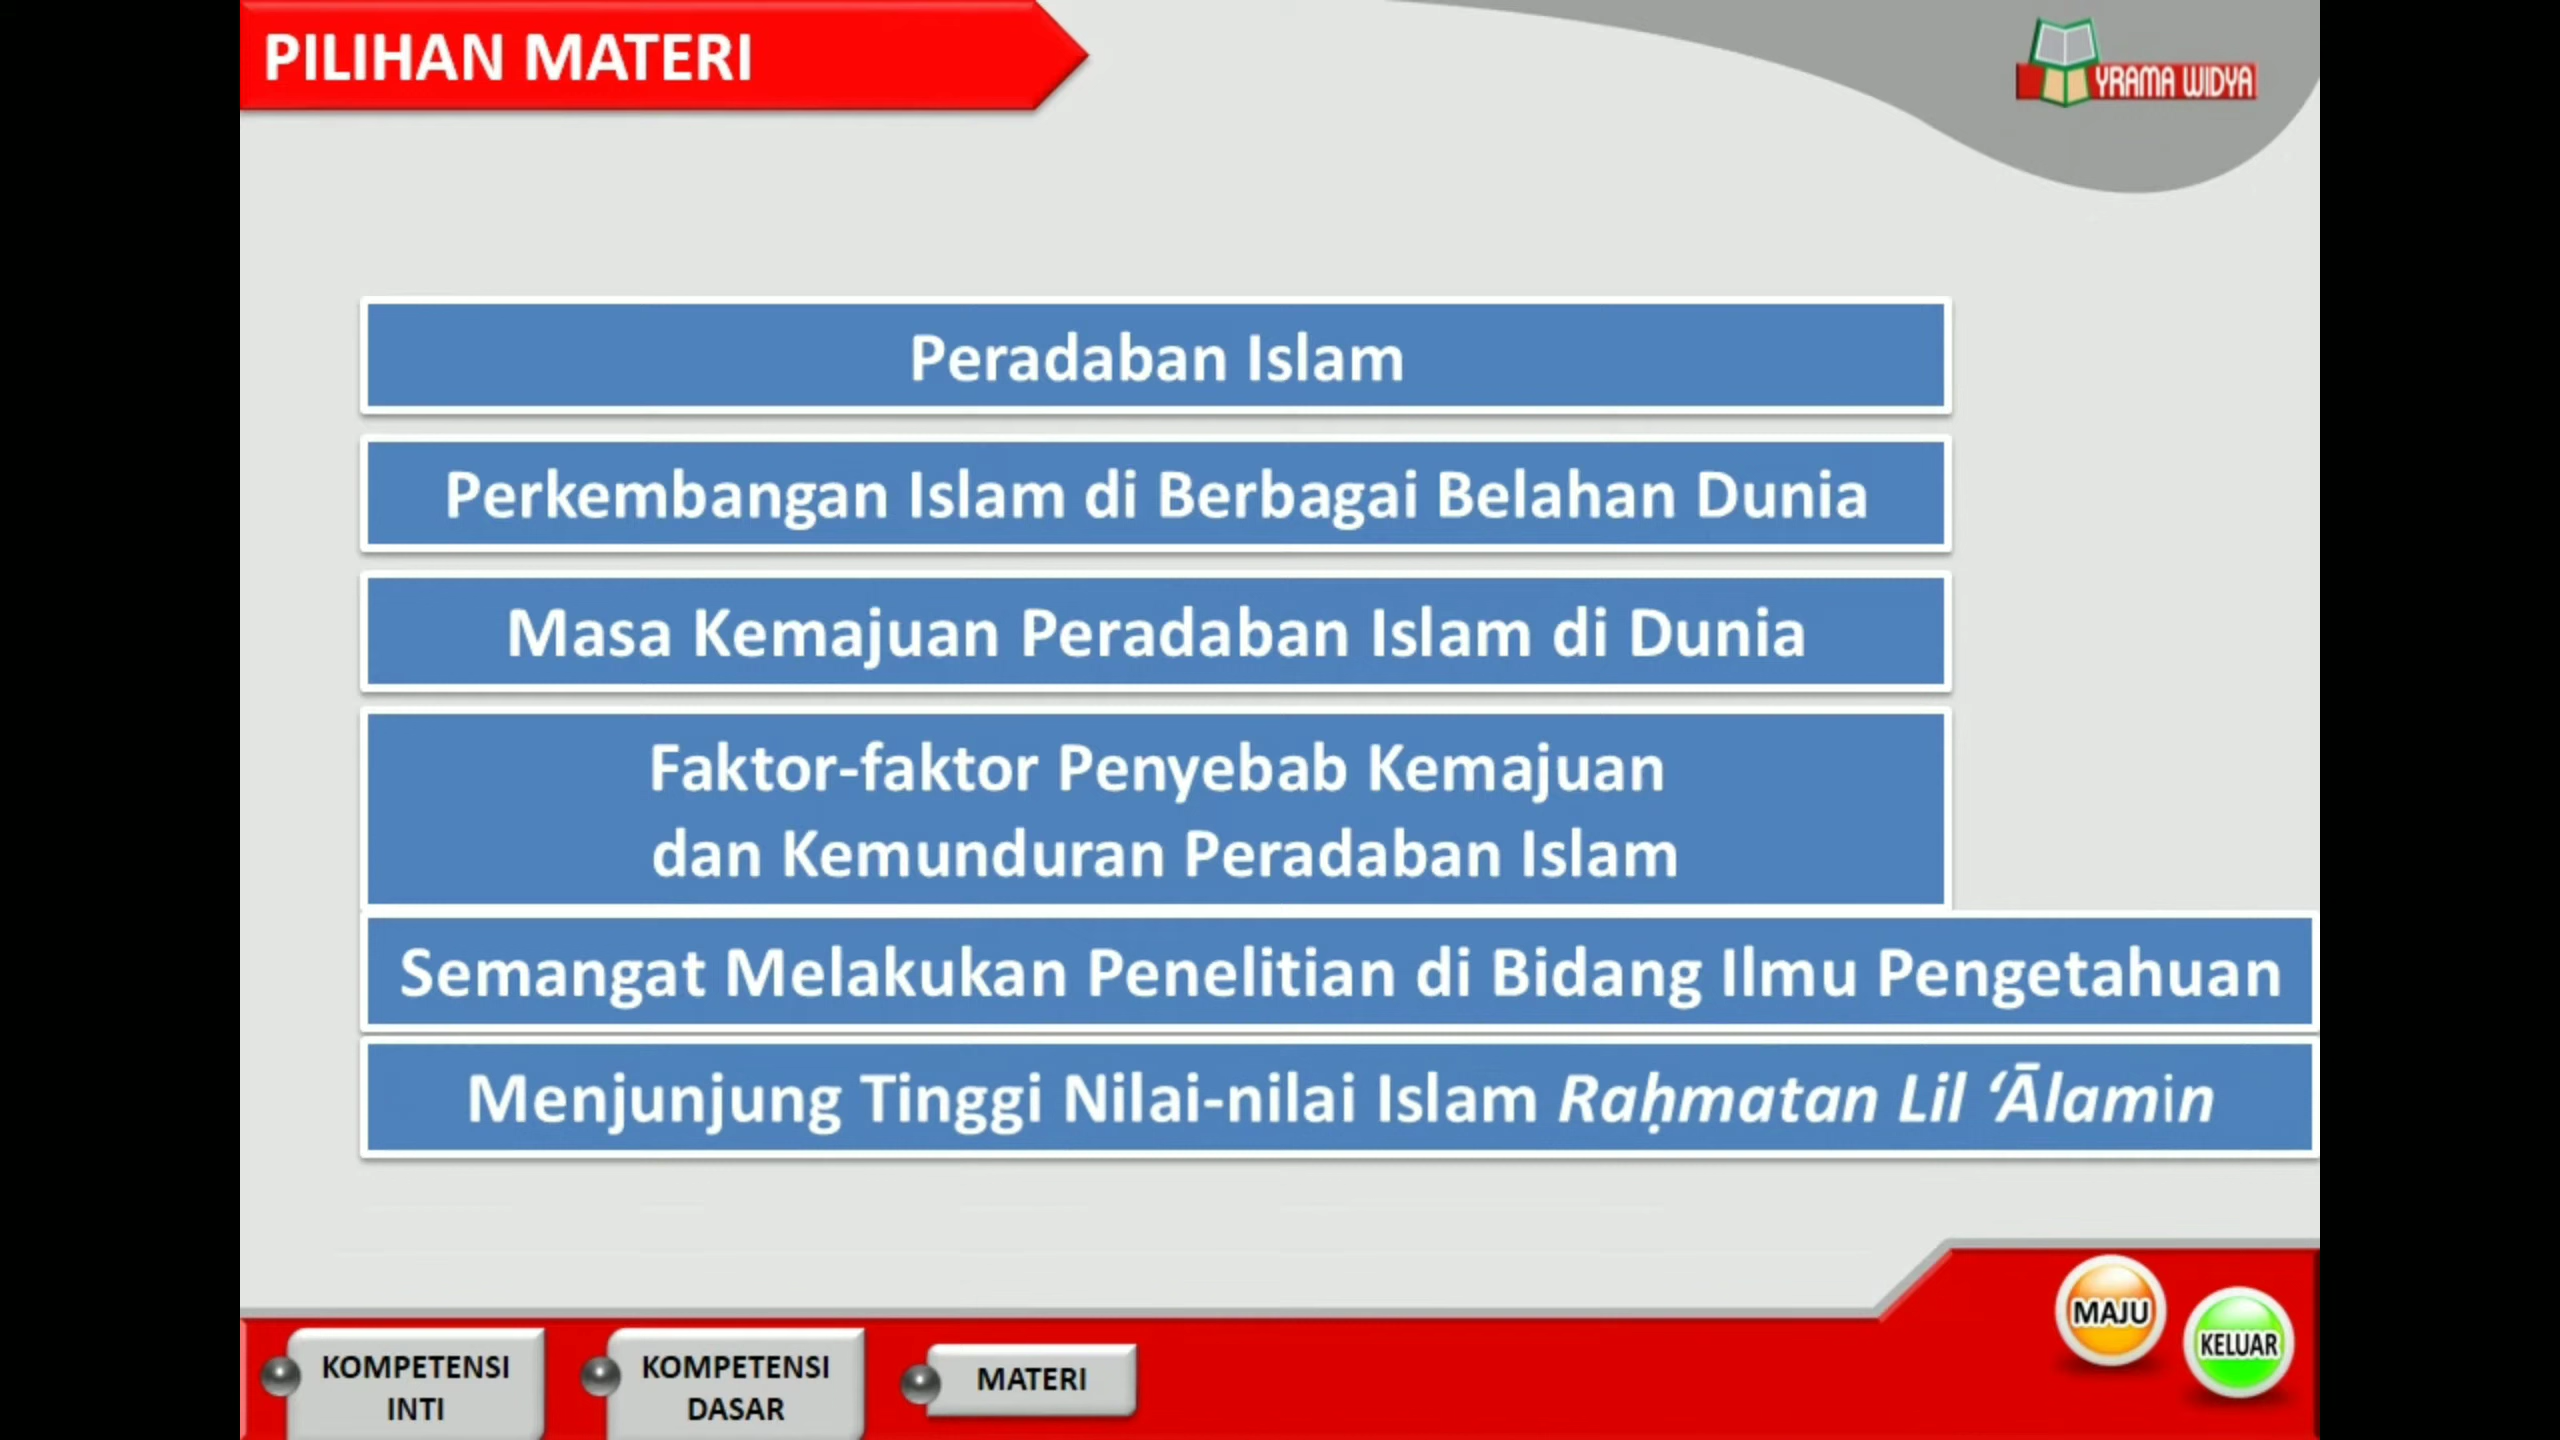 PILIHAN MATERI
YRAMA WIDYA
Peradaban Islam
Perkembangan Islam di Berbagai Belahan Dunia
Masa Kemajuan Peradaban Islam di Dunia
Faktor-faktor Penyebab Kemajuan
dan Kemunduran Peradaban Islam
Semangat Melakukan Penelitian di Bidang Ilmu Pengetahuan
Menjunjung Tinggi Nilai-nilai Islam Raḥmatan Lil ‘Ālamin
MAJU
KELUAR
KOMPETENSI
INTI
KOMPETENSI
DASAR
MATERI